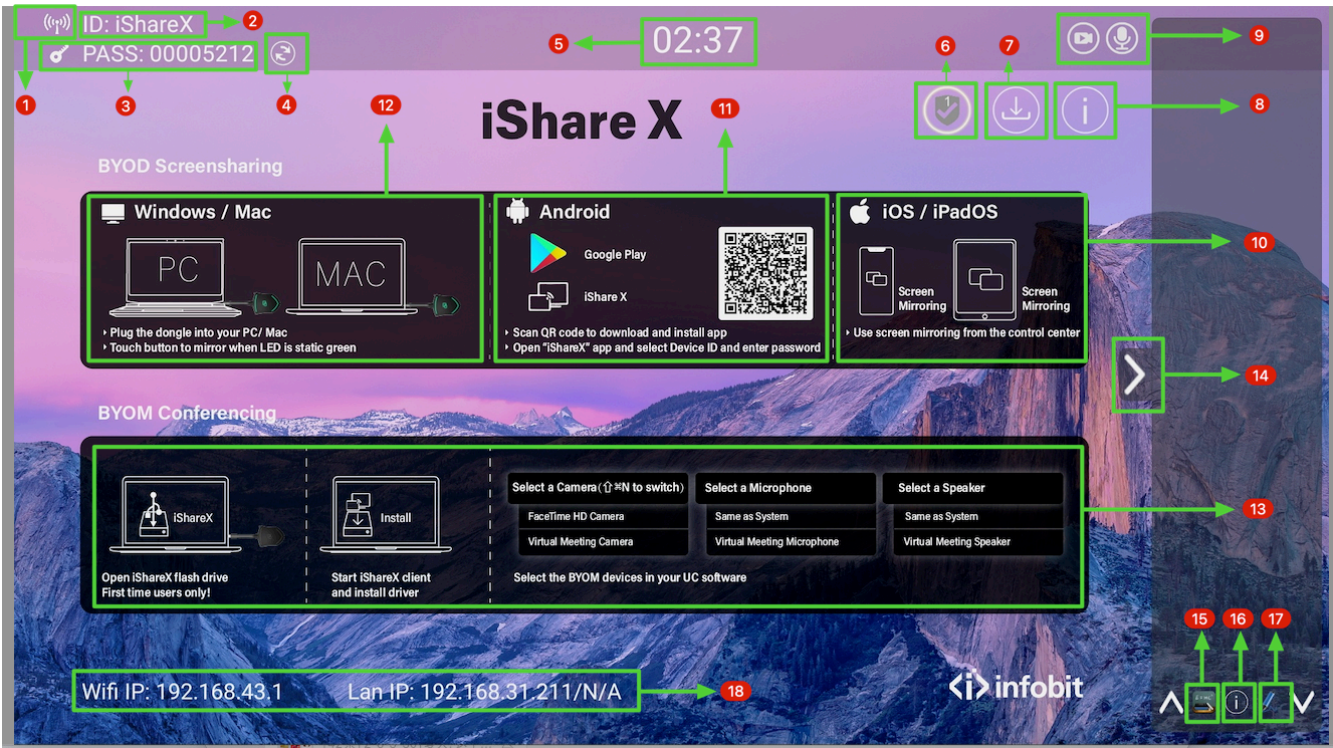 ID: iShareX
2
PASS: 00005212
5
02:37
6
7
9
1
3
4
12
11
8
iShare X
1
BYOD Screensharing
Windows / Mac
Android
iOS / iPadOS
PC
MAC
Google Play
iShare X
Screen
Mirroring
Screen
Mirroring
10
Plug the dongle into your PC/ Mac
Touch button to mirror when LED is static green
Scan QR code to download and install app
Open "iShareX" app and select Device ID and enter password
Use screen mirroring from the control center
14
BYOM Conferencing
iShareX
Install
Select a Camera(⇧⌘N to switch)
FaceTime HD Camera
Virtual Meeting Camera
Select a Microphone
Same as System
Virtual Meeting Microphone
Select a Speaker
Same as System
Virtual Meeting Speaker
13
Open iShareX flash drive
First time users only!
Start iShareX client
and install driver
Select the BYOM devices in your UC software
15
16
17
Wifi IP: 192.168.43.1
Lan IP: 192.168.31.211/N/A
18
infobit